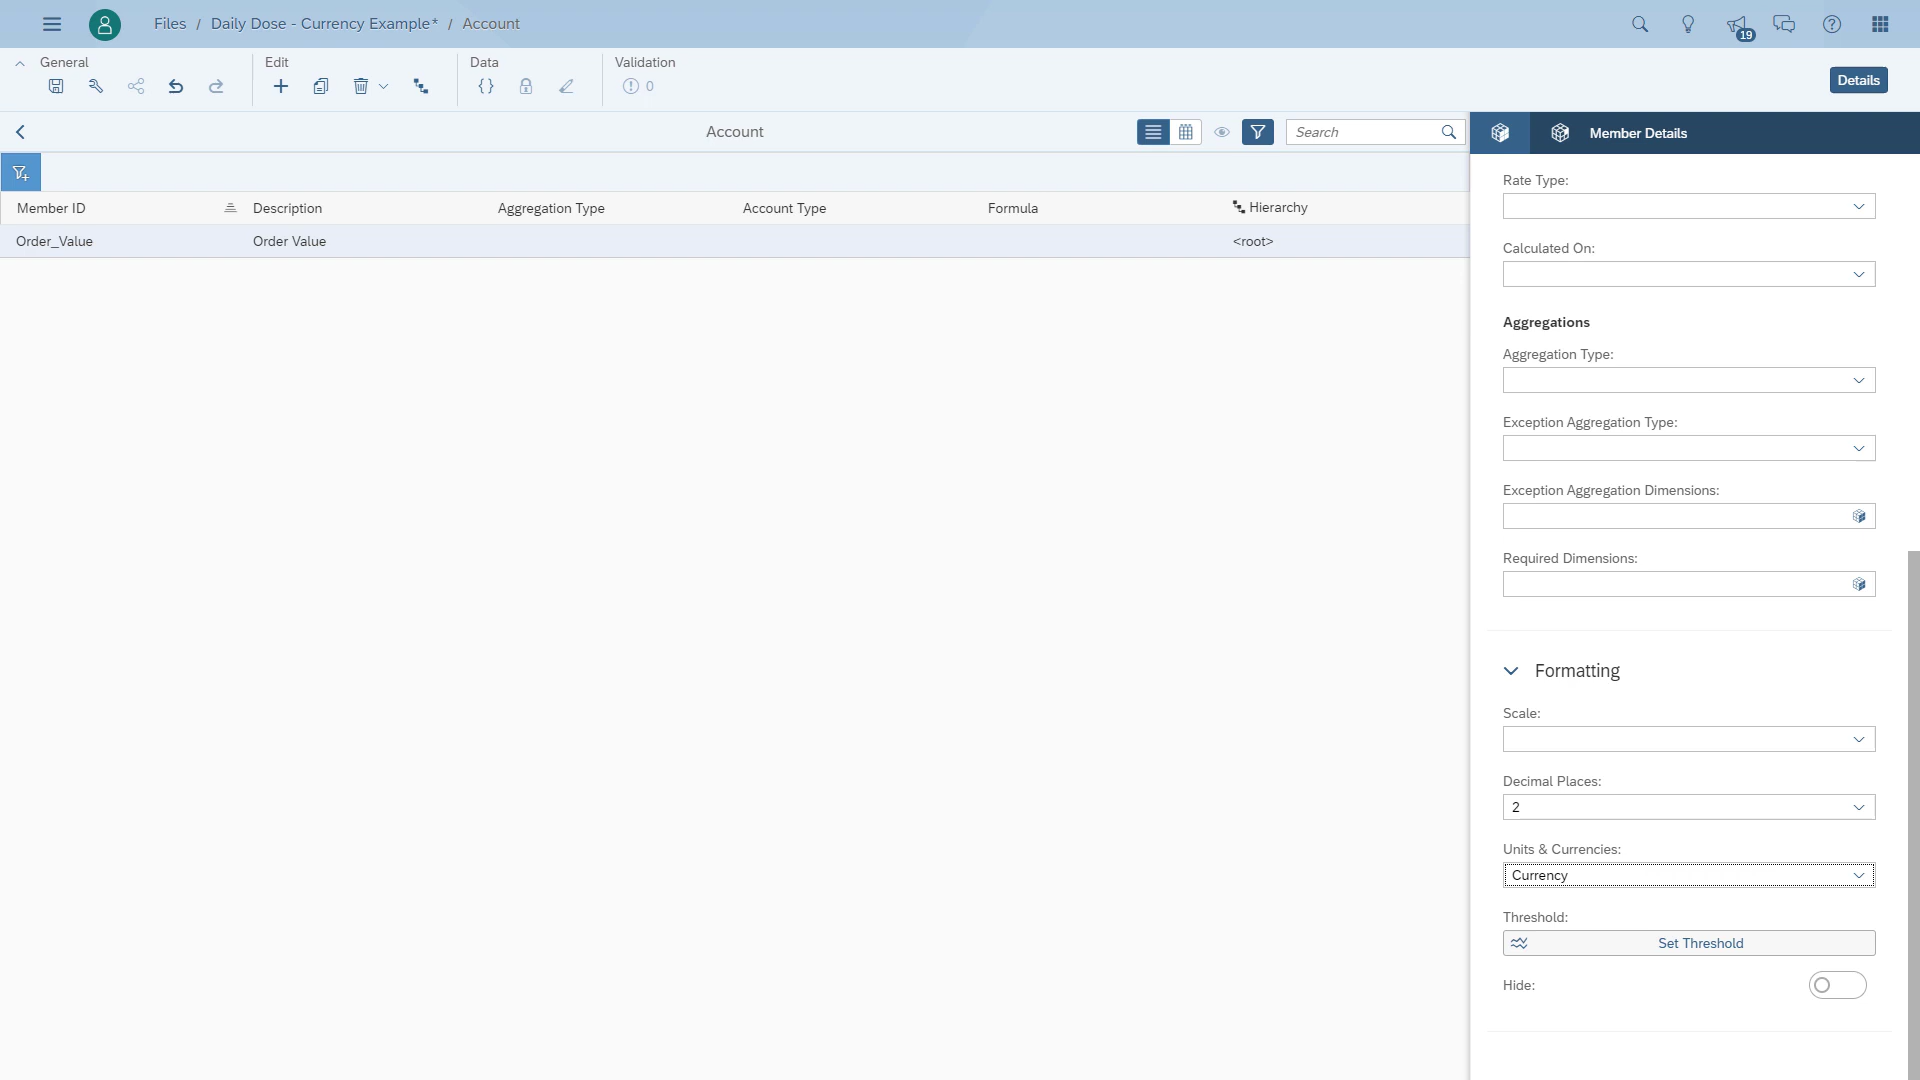 Files / Daily Dose - Currency Example* / Account
19
General
Edit
Data
Validation
0
Details
Account
Search
Member Details
Member ID
Description
Aggregation Type
Account Type
Formula
Hierarchy
Order_Value
Order Value
<root>
Rate Type:
Calculated On:
Aggregations
Aggregation Type:
Exception Aggregation Type:
Exception Aggregation Dimensions:
Required Dimensions:
Formatting
Scale:
Decimal Places:
2
Units & Currencies:
Currency
Threshold:
Set Threshold
Hide: